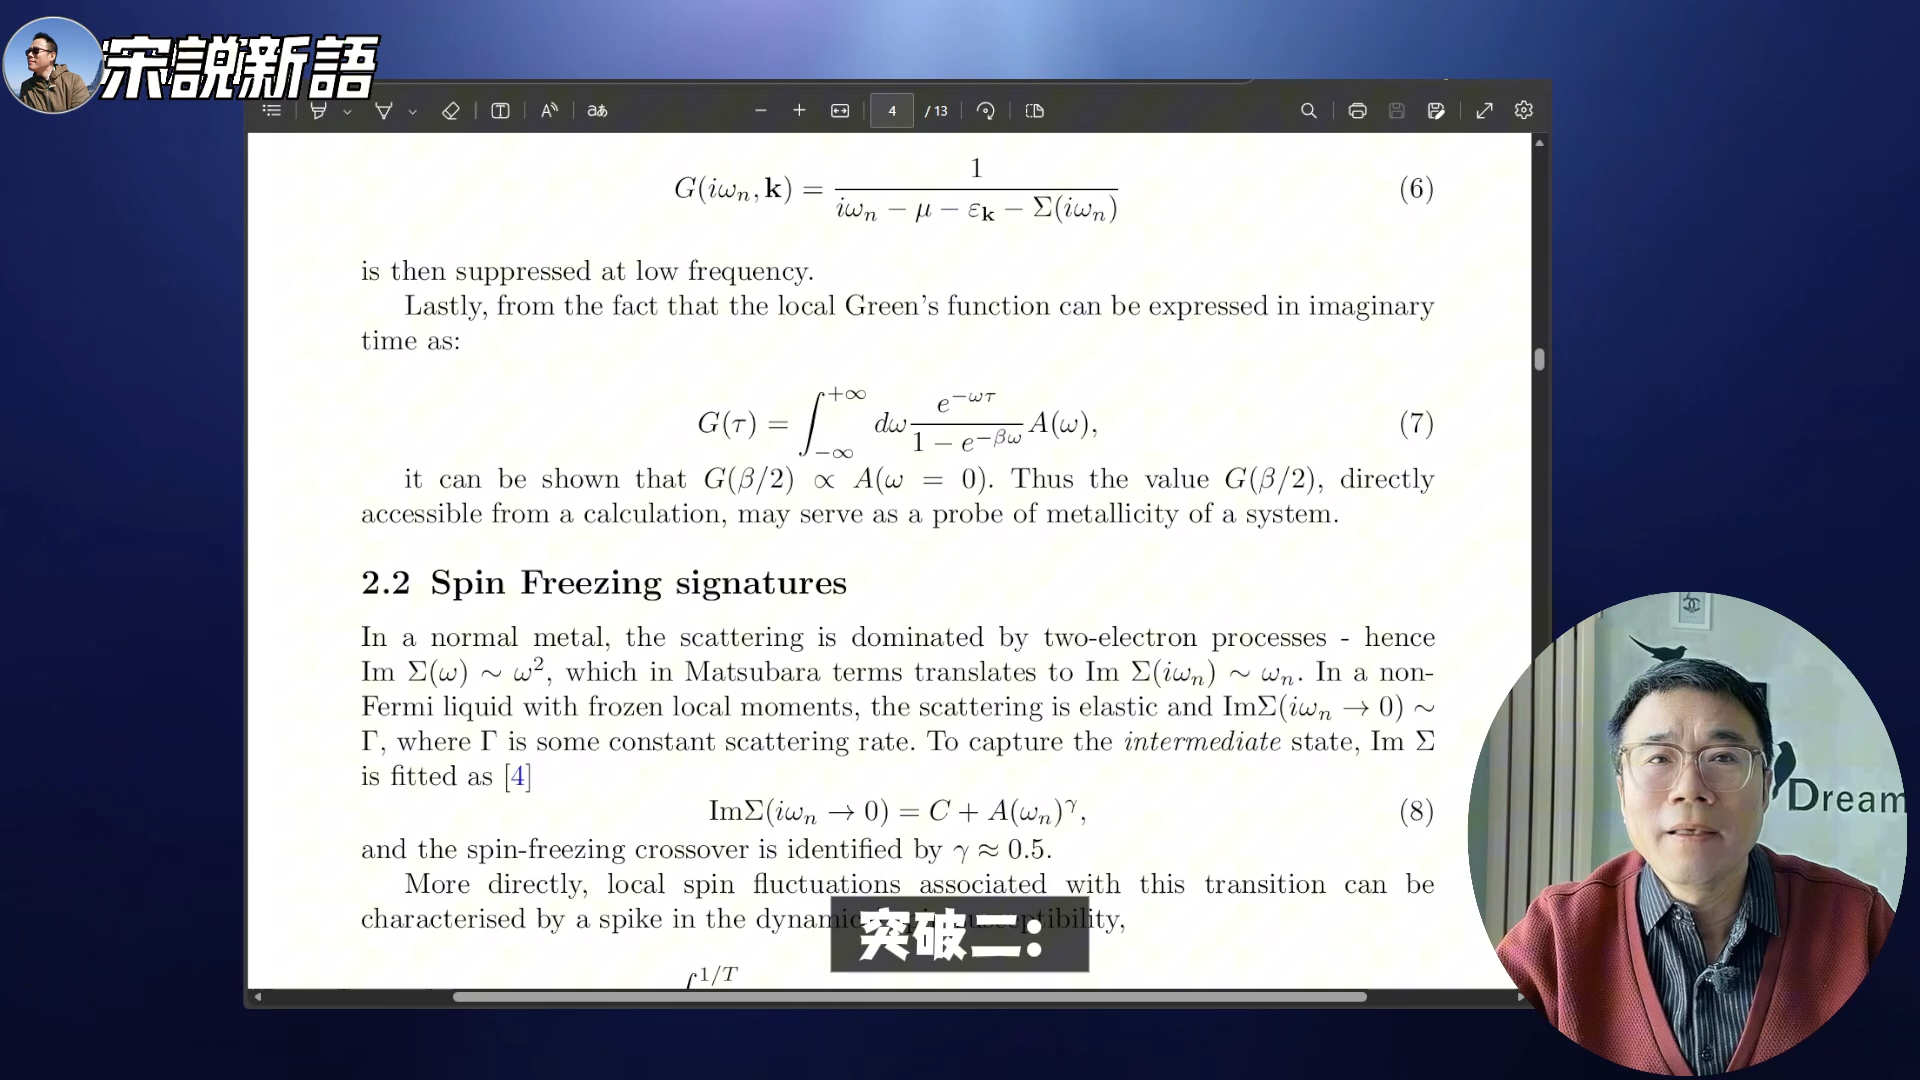 宋説新語
4 / 13
G(iω_n, k) = 1 / (iω_n − μ − ε_k − Σ(iω_n)) (6)
is then suppressed at low frequency.
Lastly, from the fact that the local Green's function can be expressed in imaginary
time as:
G(τ) = ∫_{−∞}^{+∞} dω e^{−ωτ} / (1 − e^{−βω}) A(ω), (7)
it can be shown that G(β/2) ∝ A(ω = 0). Thus the value G(β/2), directly
accessible from a calculation, may serve as a probe of metallicity of a system.
2.2 Spin Freezing signatures
In a normal metal, the scattering is dominated by two-electron processes - hence
Im Σ(ω) ∼ ω², which in Matsubara terms translates to Im Σ(iω_n) ∼ ω_n. In a non-
Fermi liquid with frozen local moments, the scattering is elastic and ImΣ(iω_n → 0) ∼
Γ, where Γ is some constant scattering rate. To capture the intermediate state, Im Σ
is fitted as [4]
ImΣ(iω_n → 0) = C + A(ω_n)^γ, (8)
and the spin-freezing crossover is identified by γ ≈ 0.5.
More directly, local spin fluctuations associated with this transition can be
characterised by a spike in the dynamic
∫^{1/T}
突破二:
Dream